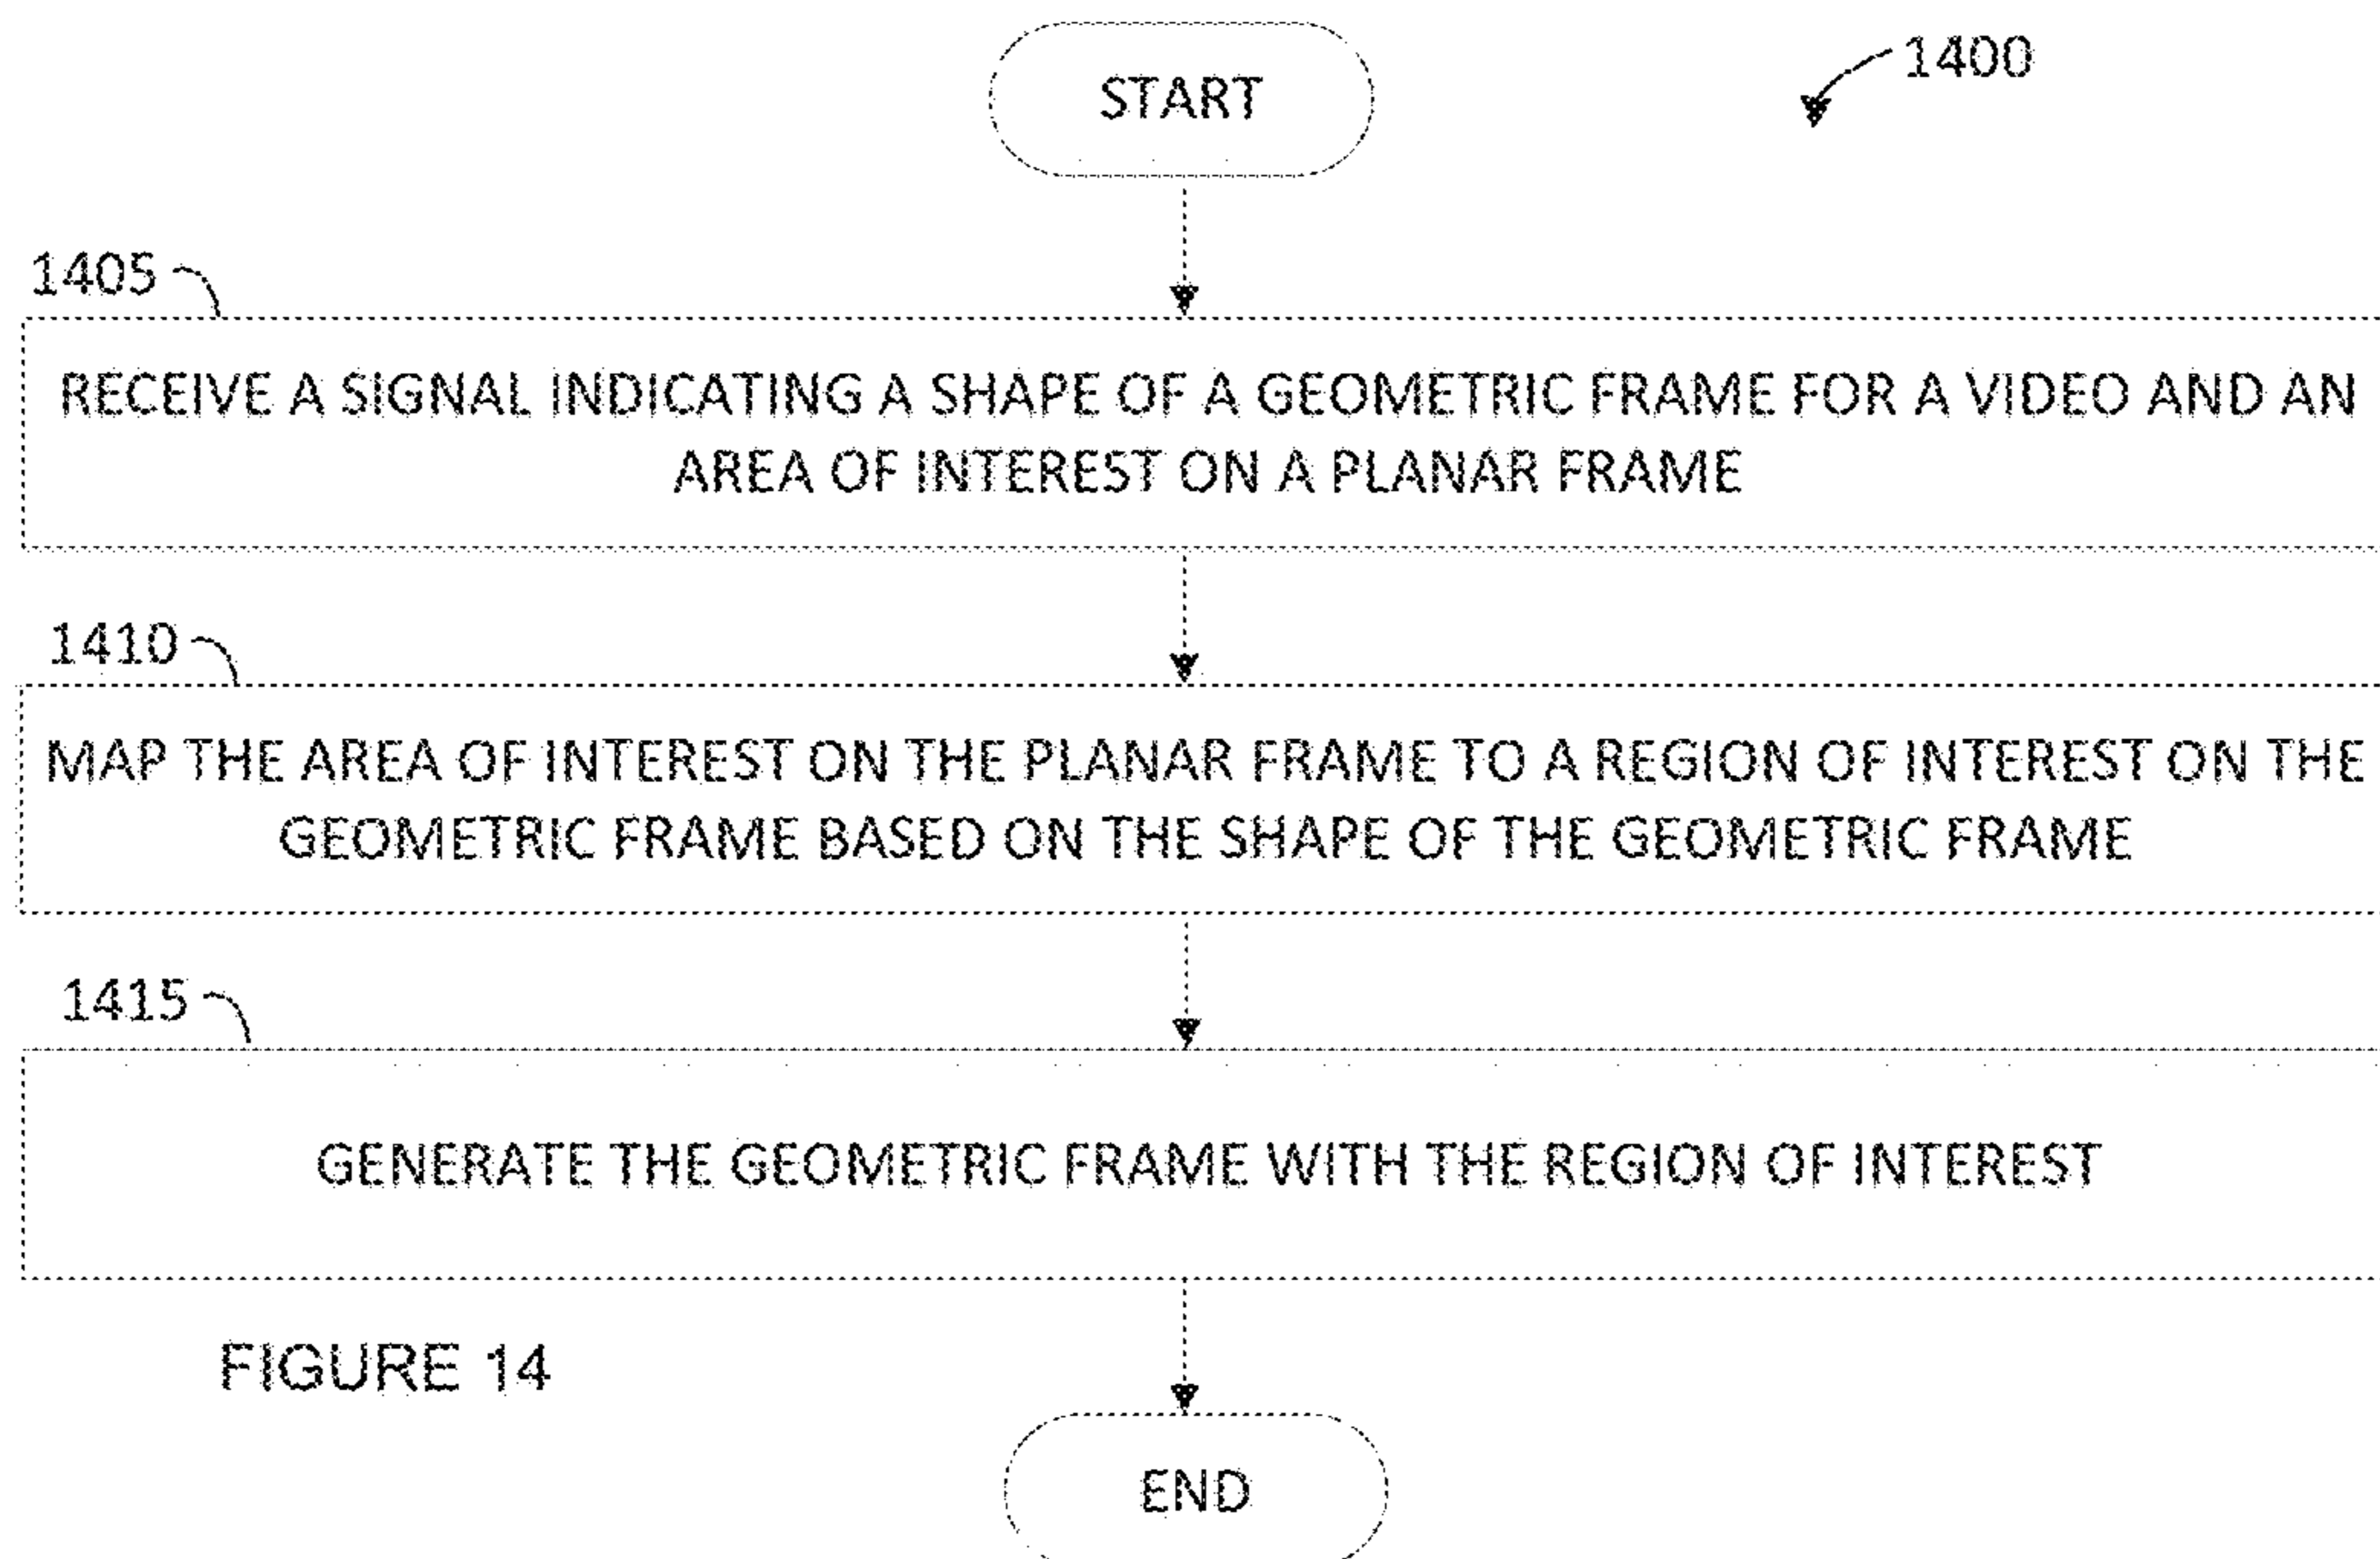 START
1400
1405
RECEIVE A SIGNAL INDICATING A SHAPE OF A GEOMETRIC FRAME FOR A VIDEO AND AN
AREA OF INTEREST ON A PLANAR FRAME
1410
MAP THE AREA OF INTEREST ON THE PLANAR FRAME TO A REGION OF INTEREST ON THE
GEOMETRIC FRAME BASED ON THE SHAPE OF THE GEOMETRIC FRAME
1415
GENERATE THE GEOMETRIC FRAME WITH THE REGION OF INTEREST
FIGURE 14
END